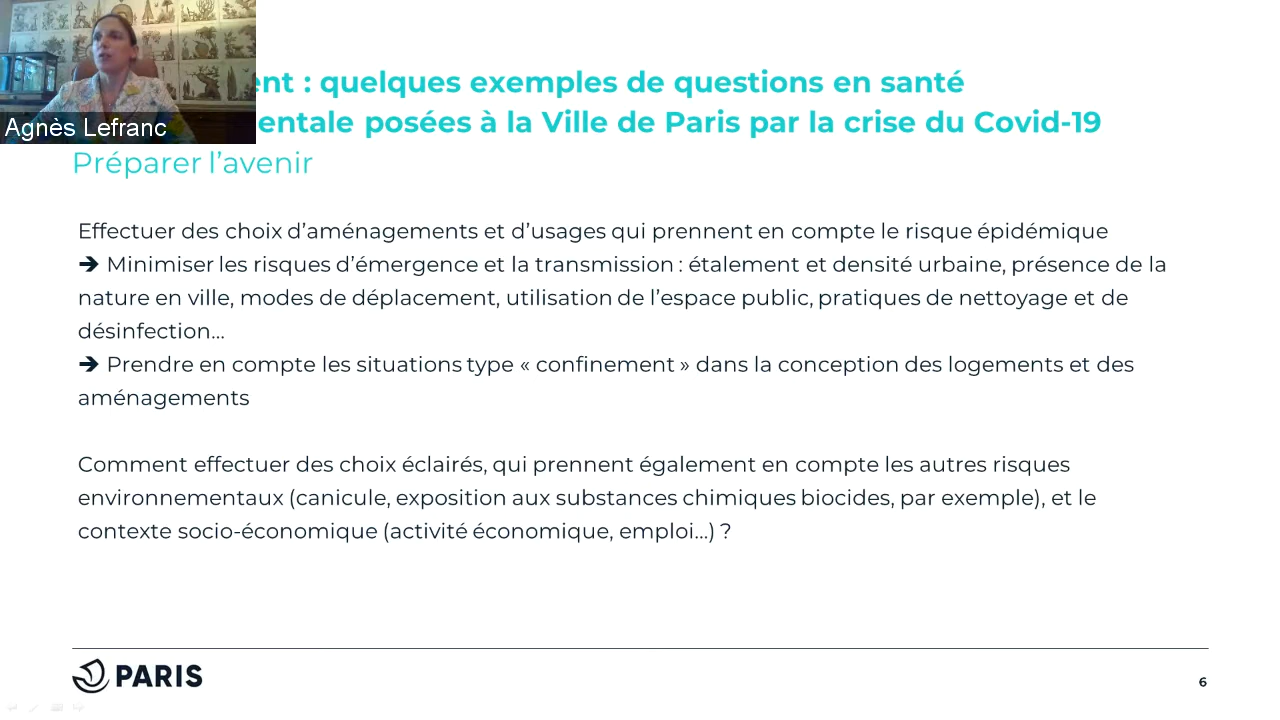 Agnès Lefranc
ent : quelques exemples de questions en santé
entale posées à la Ville de Paris par la crise du Covid-19
Préparer l’avenir
Effectuer des choix d’aménagements et d’usages qui prennent en compte le risque épidémique
➔ Minimiser les risques d’émergence et la transmission : étalement et densité urbaine, présence de la
nature en ville, modes de déplacement, utilisation de l’espace public, pratiques de nettoyage et de
désinfection...
➔ Prendre en compte les situations type « confinement » dans la conception des logements et des
aménagements
Comment effectuer des choix éclairés, qui prennent également en compte les autres risques
environnementaux (canicule, exposition aux substances chimiques biocides, par exemple), et le
contexte socio-économique (activité économique, emploi...) ?
PARIS
6